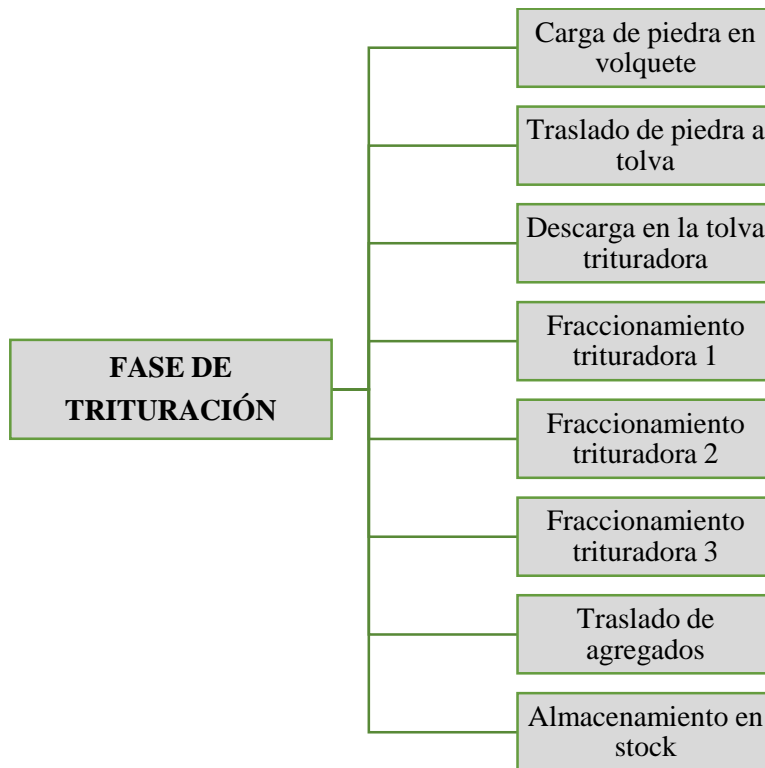 Carga de piedra en
volquete
Traslado de piedra a
tolva
Descarga en la tolva
trituradora
Fraccionamiento
trituradora 1
FASE DE
TRITURACIÓN
Fraccionamiento
trituradora 2
Fraccionamiento
trituradora 3
Traslado de
agregados
Almacenamiento en
stock